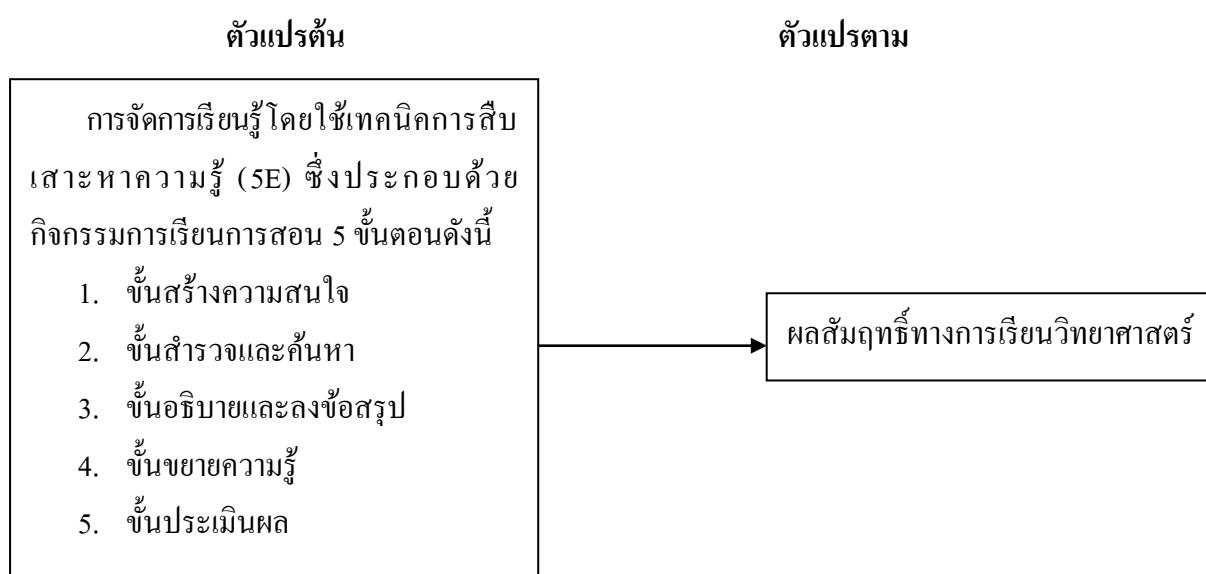 ตัวแปรต้น
ตัวแปรตาม
การจัดการเรียนรู้โดยใช้เทคนิคการสืบ
เสาะหาความรู้ (5E) ซึ่งประกอบด้วย
กิจกรรมการเรียนการสอน 5 ขั้นตอนดังนี้
1. ขั้นสร้างความสนใจ
2. ขั้นสำรวจและค้นหา
3. ขั้นอธิบายและลงข้อสรุป
4. ขั้นขยายความรู้
5. ขั้นประเมินผล
ผลสัมฤทธิ์ทางการเรียนวิทยาศาสตร์